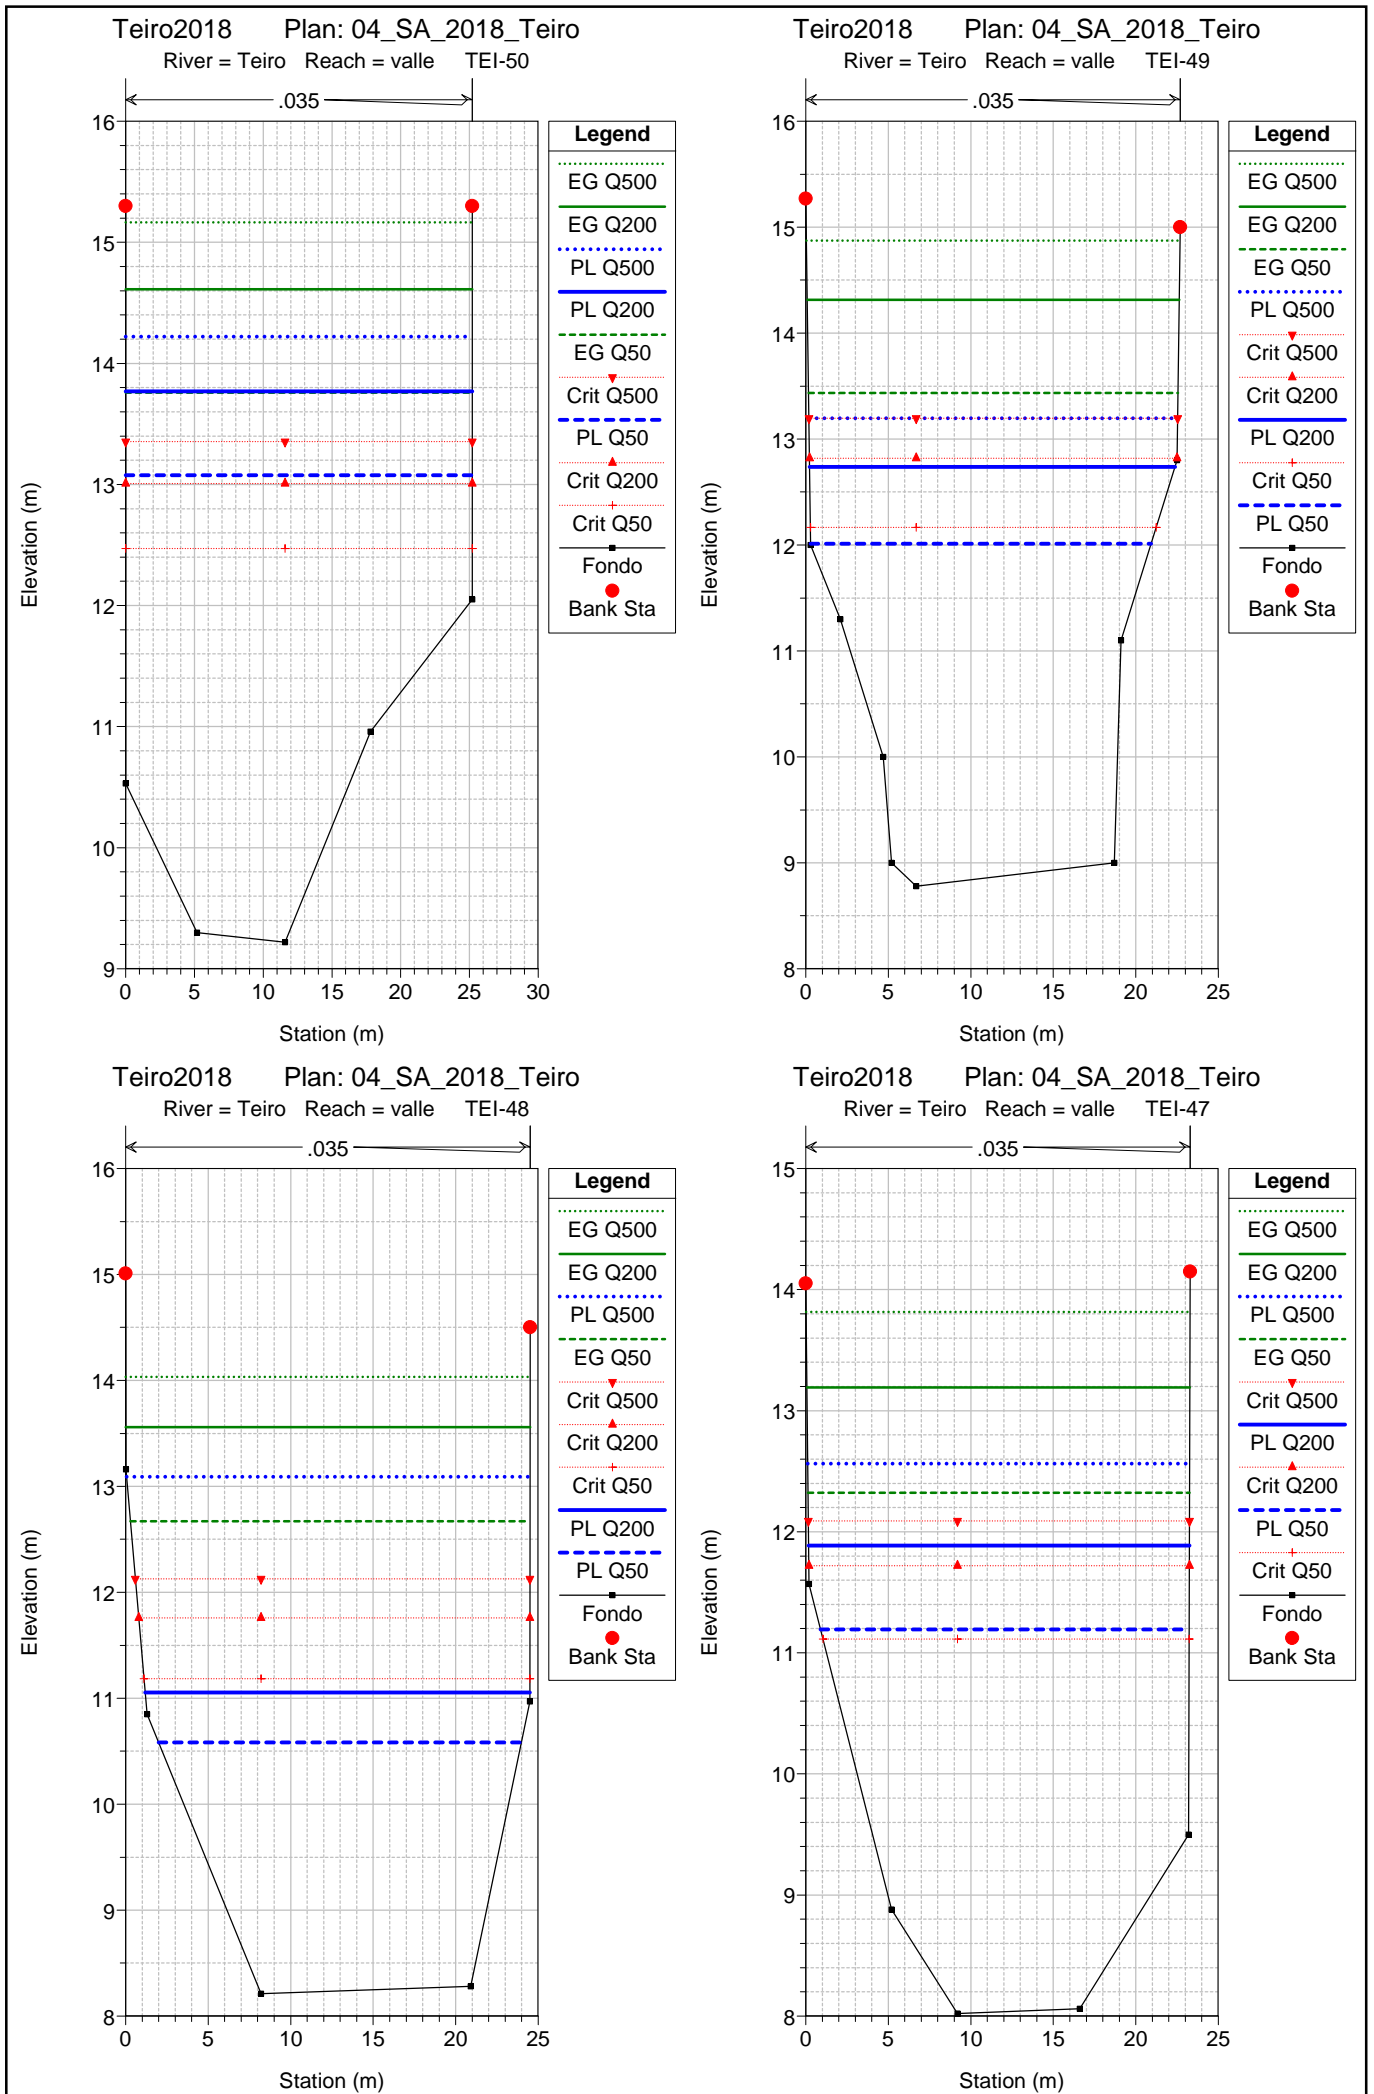 Teiro2018 Plan: 04_SA_2018_Teiro
River = Teiro Reach = valle TEI-50
.035
16
15
14
13
12
11
10
9
0 5 10 15 20 25 30
Elevation (m)
Station (m)
Legend
EG Q500
EG Q200
PL Q500
PL Q200
EG Q50
Crit Q500
PL Q50
Crit Q200
Crit Q50
Fondo
Bank Sta
Teiro2018 Plan: 04_SA_2018_Teiro
River = Teiro Reach = valle TEI-49
.035
16
15
14
13
12
11
10
9
8
0 5 10 15 20 25
Elevation (m)
Station (m)
Legend
EG Q500
EG Q200
EG Q50
PL Q500
Crit Q500
Crit Q200
PL Q200
Crit Q50
PL Q50
Fondo
Bank Sta
Teiro2018 Plan: 04_SA_2018_Teiro
River = Teiro Reach = valle TEI-48
.035
16
15
14
13
12
11
10
9
8
0 5 10 15 20 25
Elevation (m)
Station (m)
Legend
EG Q500
EG Q200
PL Q500
EG Q50
Crit Q500
Crit Q200
Crit Q50
PL Q200
PL Q50
Fondo
Bank Sta
Teiro2018 Plan: 04_SA_2018_Teiro
River = Teiro Reach = valle TEI-47
.035
15
14
13
12
11
10
9
8
0 5 10 15 20 25
Elevation (m)
Station (m)
Legend
EG Q500
EG Q200
PL Q500
EG Q50
Crit Q500
PL Q200
Crit Q200
PL Q50
Crit Q50
Fondo
Bank Sta